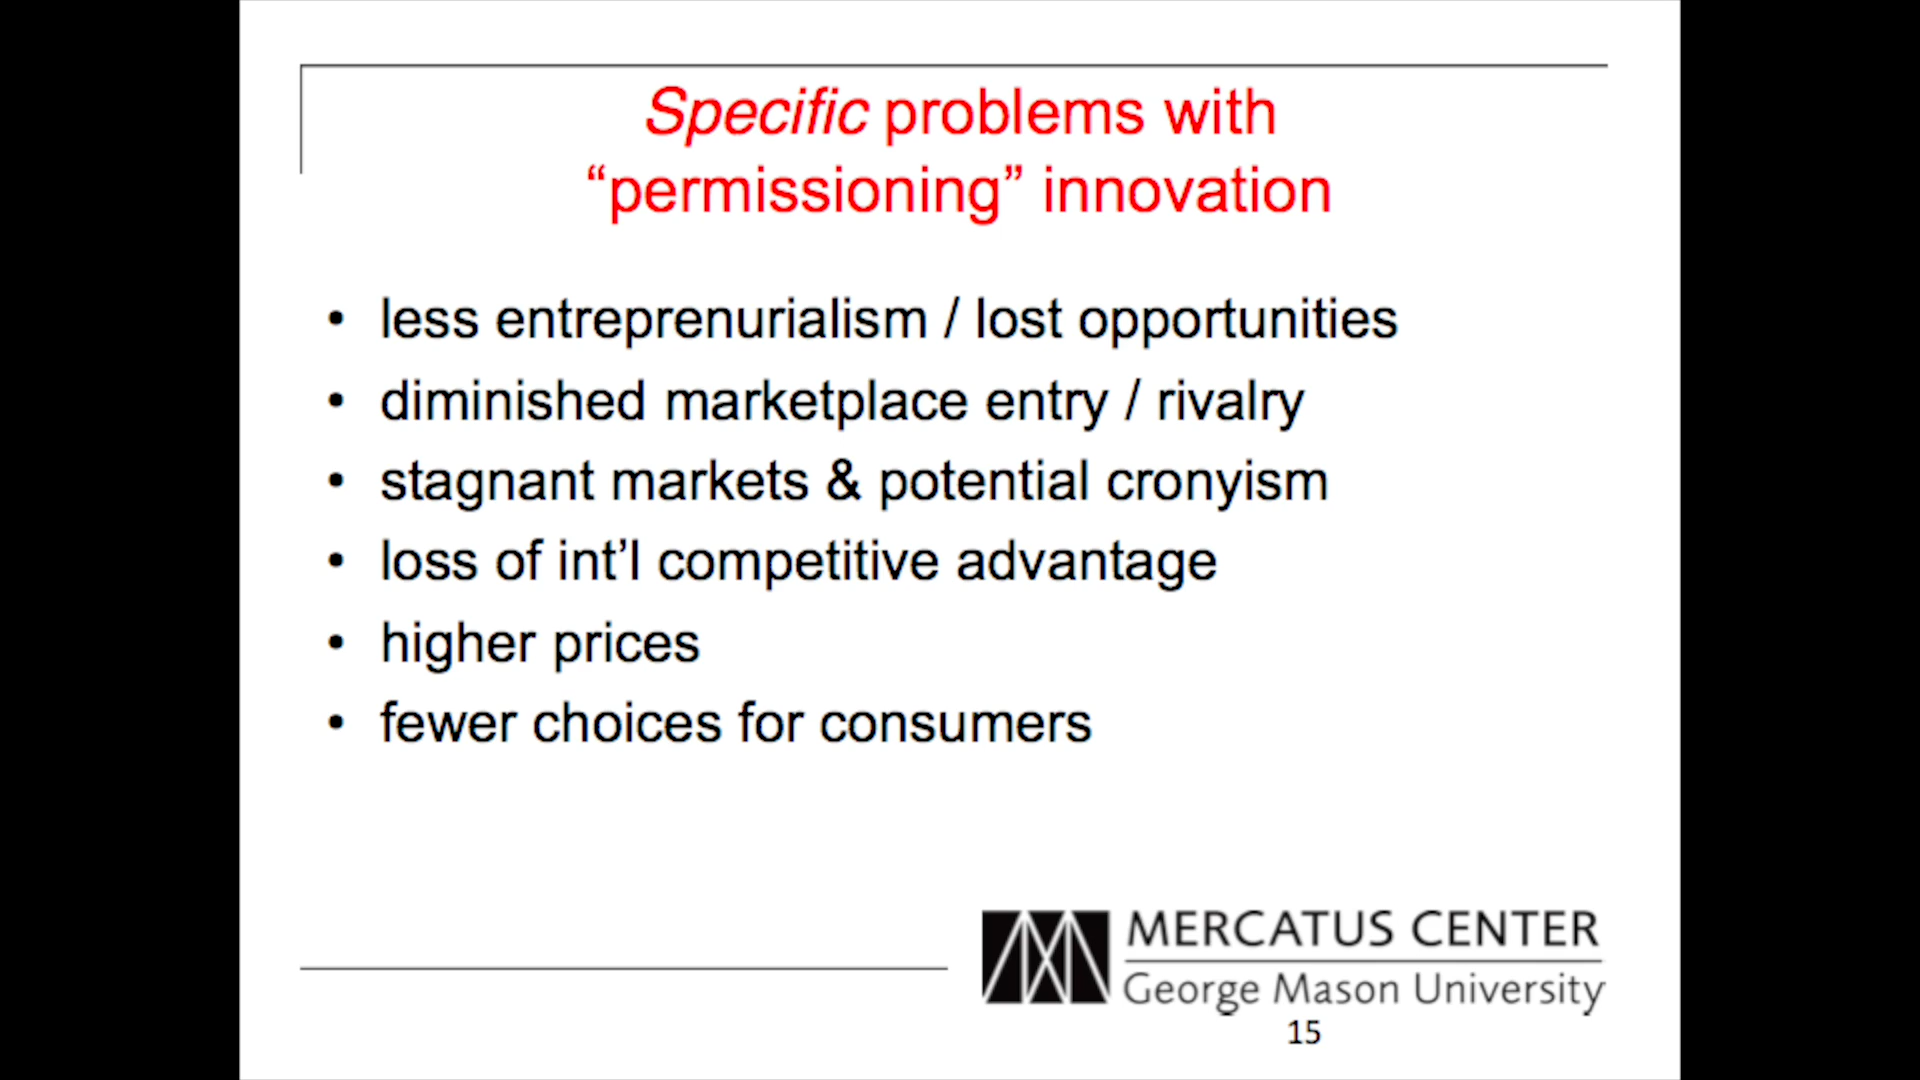 Specific problems with
“permissioning” innovation
• less entreprenurialism / lost opportunities
• diminished marketplace entry / rivalry
• stagnant markets & potential cronyism
• loss of int’l competitive advantage
• higher prices
• fewer choices for consumers
MERCATUS CENTER
George Mason University
15